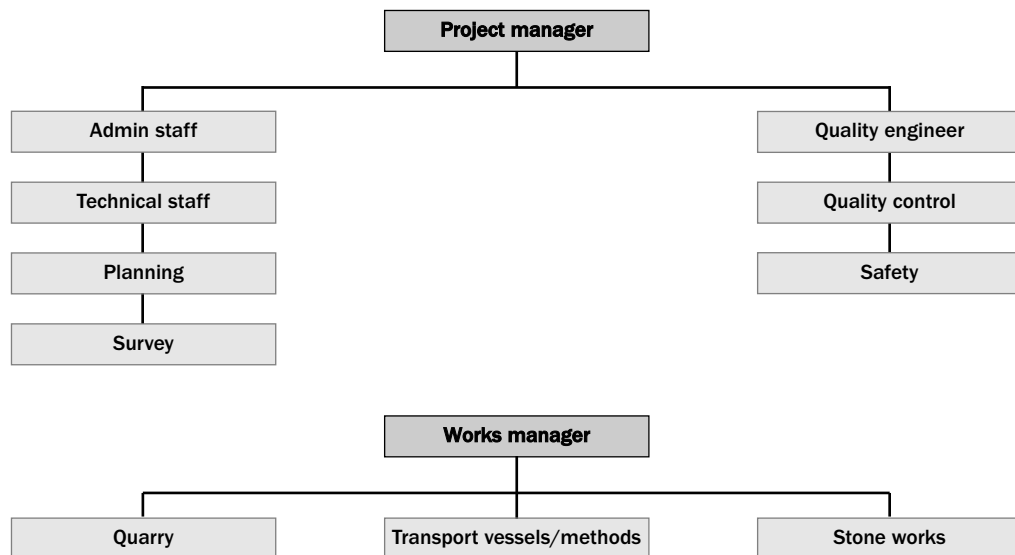 Project manager
Admin staff
Quality engineer
Technical staff
Quality control
Planning
Safety
Survey
Works manager
Quarry
Transport vessels/methods
Stone works